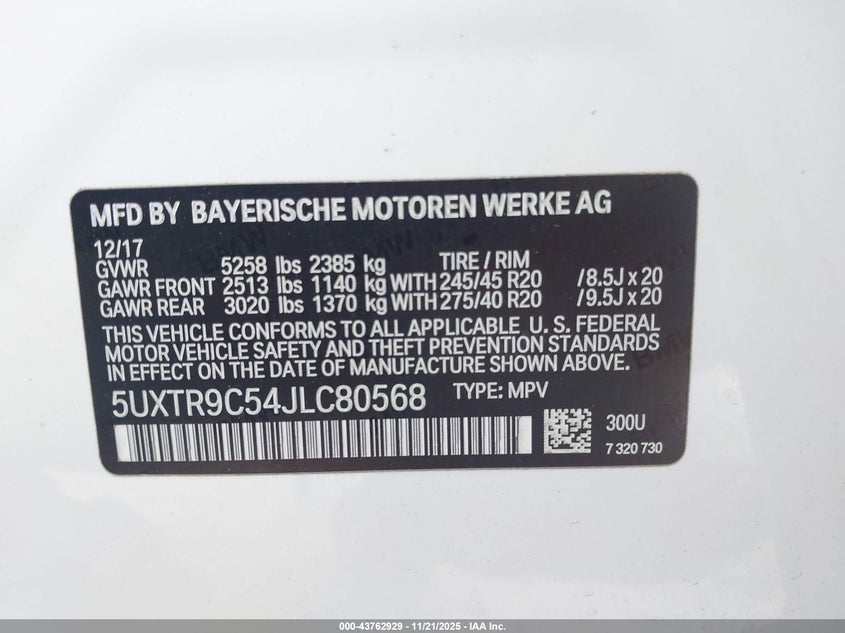 MFD BY BAYERISCHE MOTOREN WERKE AG
12/17
GVWR 5258 lbs 2385 kg TIRE / RIM
GAWR FRONT 2513 lbs 1140 kg WITH 245/45 R20 /8.5J x 20
GAWR REAR 3020 lbs 1370 kg WITH 275/40 R20 /9.5J x 20
THIS VEHICLE CONFORMS TO ALL APPLICABLE U. S. FEDERAL
MOTOR VEHICLE SAFETY AND THEFT PREVENTION STANDARDS
IN EFFECT ON THE DATE OF MANUFACTURE SHOWN ABOVE.
5UXTR9C54JLC80568 TYPE: MPV
300U
7 320 730
000-43762929 - 11/21/2025 - IAA Inc.